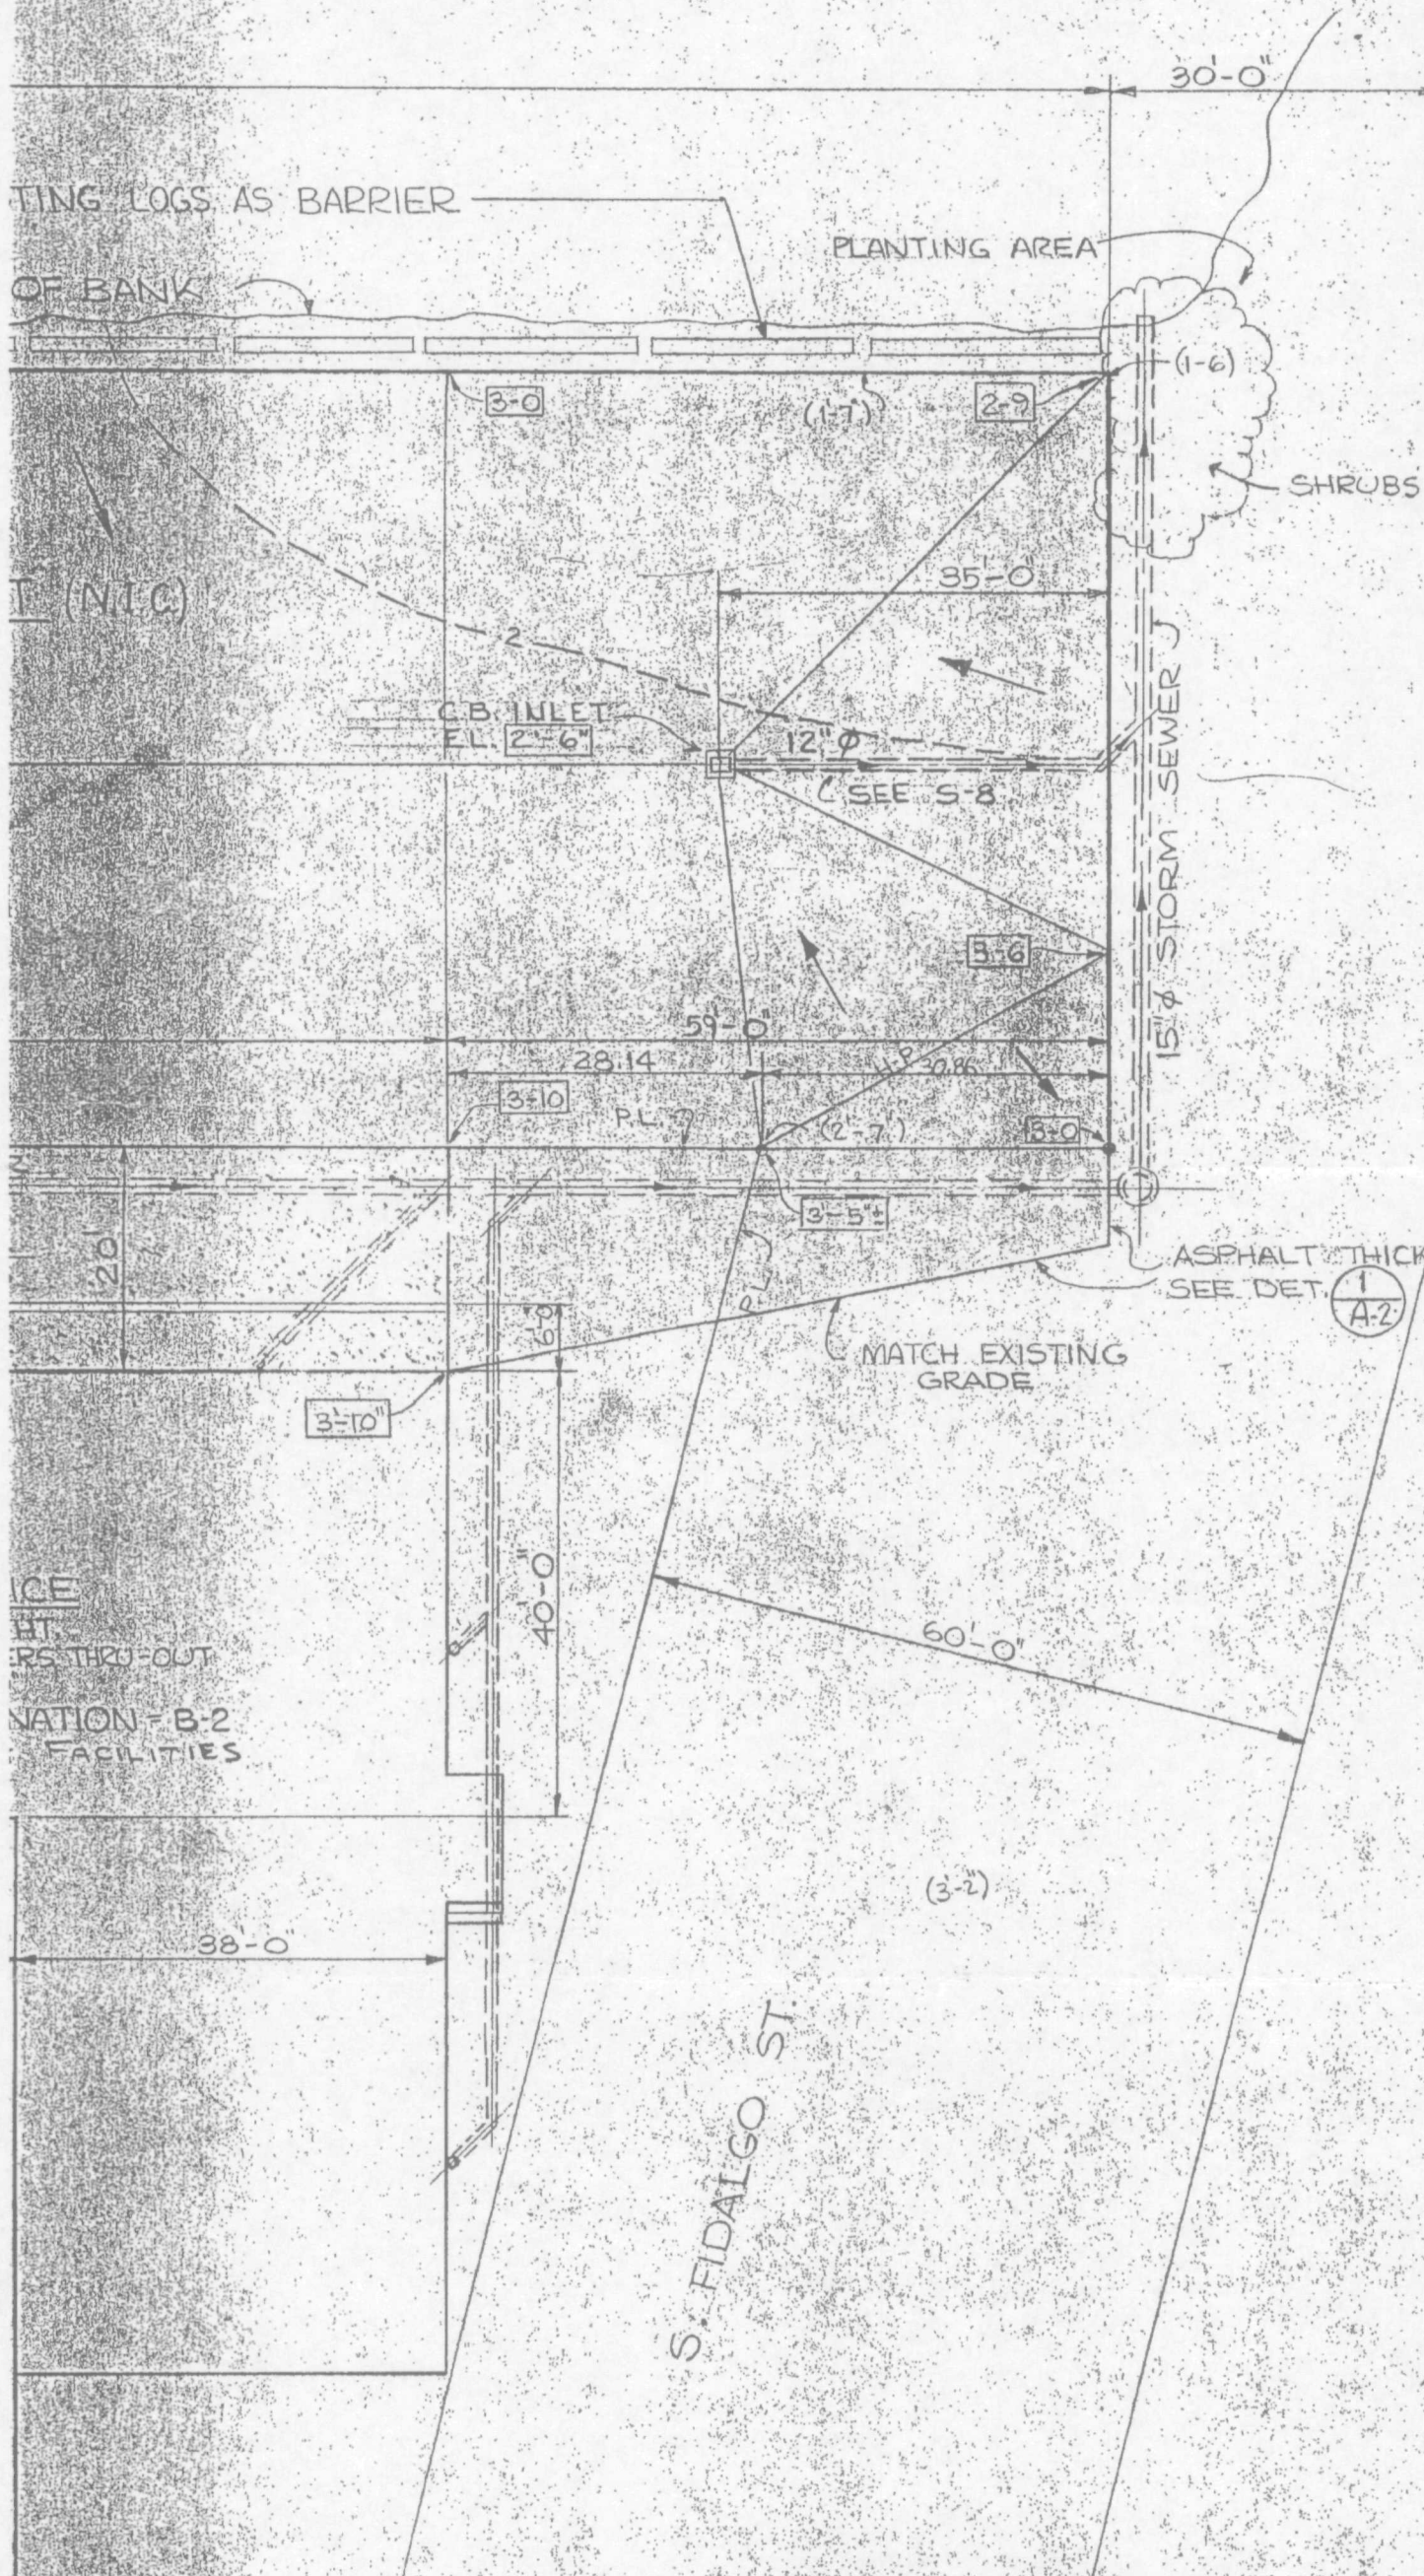 30'-0"
TING LOGS AS BARRIER
PLANTING AREA
OF BANK
(1-6)
3-0
(1'-7")
2-9
SHRUBS
35'-0"
T (N.I.C)
2
C.B. INLET
EL. 2'-6"
12" Ø
SEE S-8
15" Ø STORM SEWER
3-6
59'-0"
28.14
H.P.
30.86
3-10
P.L.
(2-7")
3-0
3-5"±
20'
P.L.
ASPHALT THICK
SEE DET. 1
A-2
6'-0"
MATCH EXISTING
GRADE
3'-10"
40'-0"
ICE
HT.
ERS THRU-OUT
60'-0"
NATION - B-2
FACILITIES
(3'-2")
38'-0"
S. FIDALGO ST.